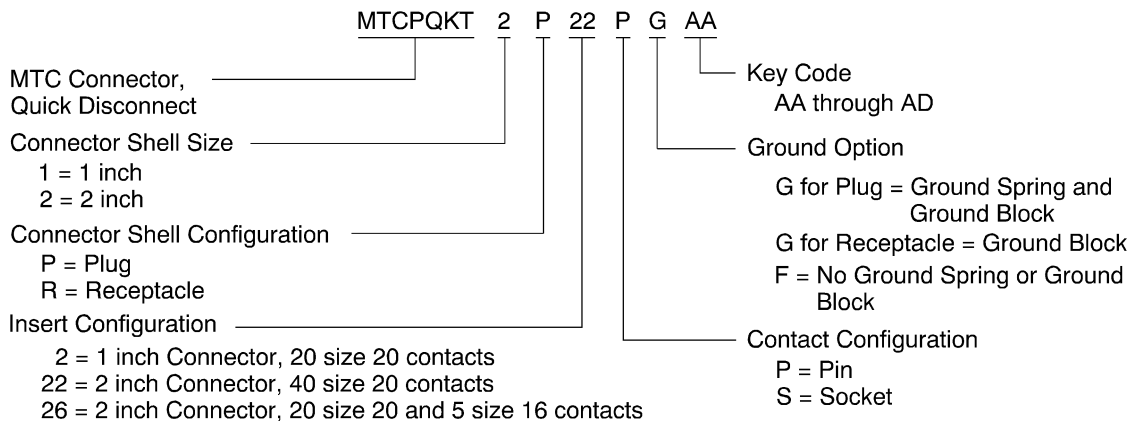 MTCPQKT 2 P 22 P G AA
MTC Connector,
Quick Disconnect
Connector Shell Size
1 = 1 inch
2 = 2 inch
Connector Shell Configuration
P = Plug
R = Receptacle
Insert Configuration
2 = 1 inch Connector, 20 size 20 contacts
22 = 2 inch Connector, 40 size 20 contacts
26 = 2 inch Connector, 20 size 20 and 5 size 16 contacts
Key Code
AA through AD
Ground Option
G for Plug = Ground Spring and
Ground Block
G for Receptacle = Ground Block
F = No Ground Spring or Ground
Block
Contact Configuration
P = Pin
S = Socket